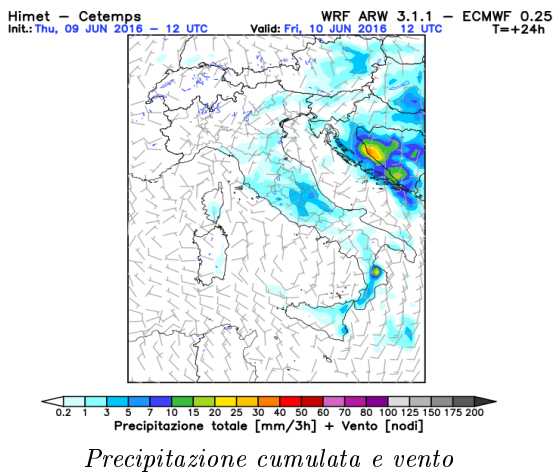 Himet – Cetemps WRF ARW 3.1.1 – ECMWF 0.25
Init.: Thu, 09 JUN 2016 – 12 UTC Valid: Fri, 10 JUN 2016 12 UTC T=+24h
0.2 1 3 5 7 10 15 20 25 30 40 50 60 70 80 100 125 150 175 200
Precipitazione totale [mm/3h] + Vento [nodi]
Precipitazione cumulata e vento